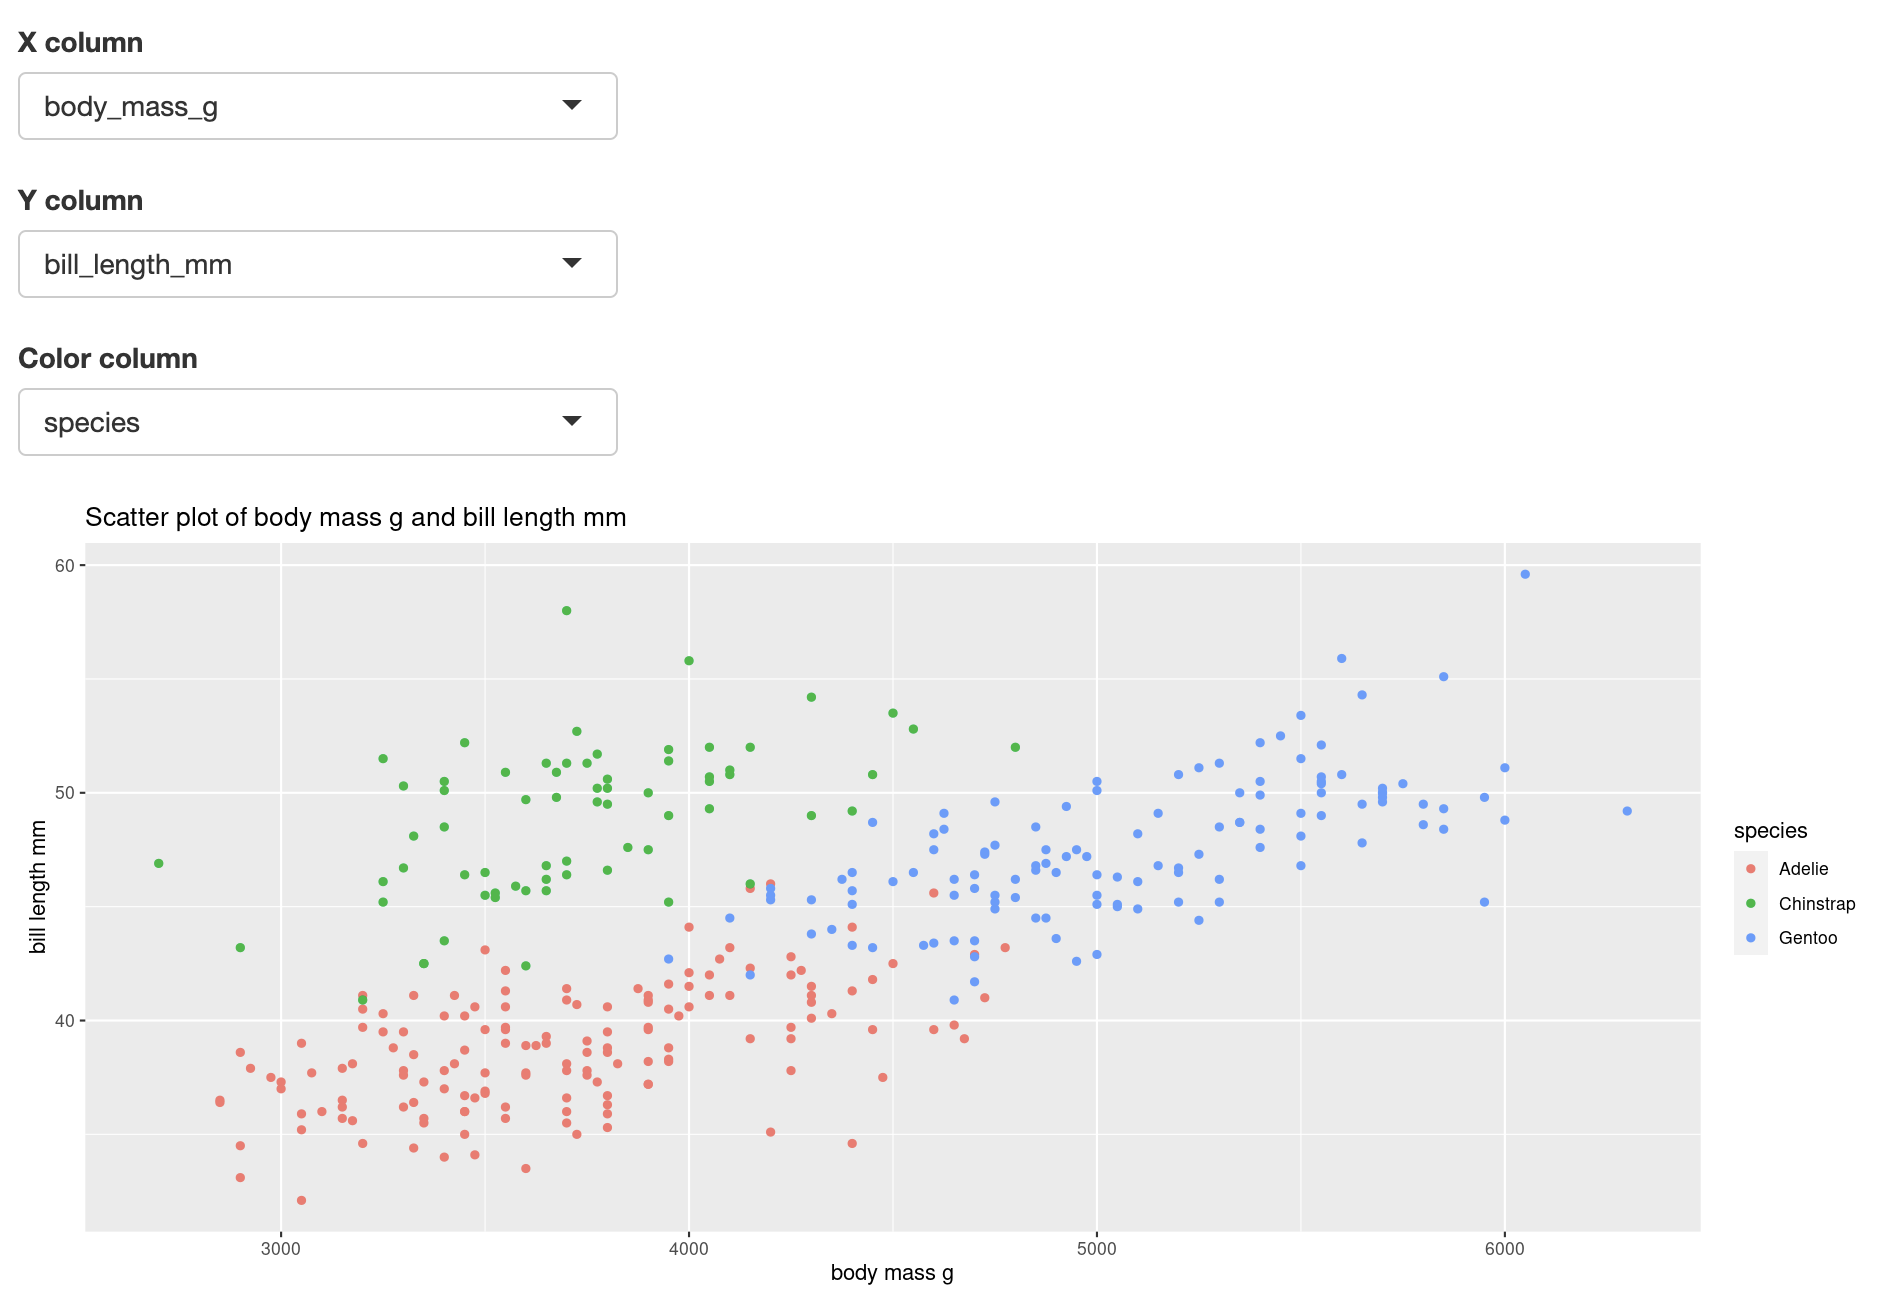 X column
body_mass_g
Y column
bill_length_mm
Color column
species
Scatter plot of body mass g and bill length mm
60
50
40
bill length mm
3000
4000
5000
6000
body mass g
species
Adelie
Chinstrap
Gentoo